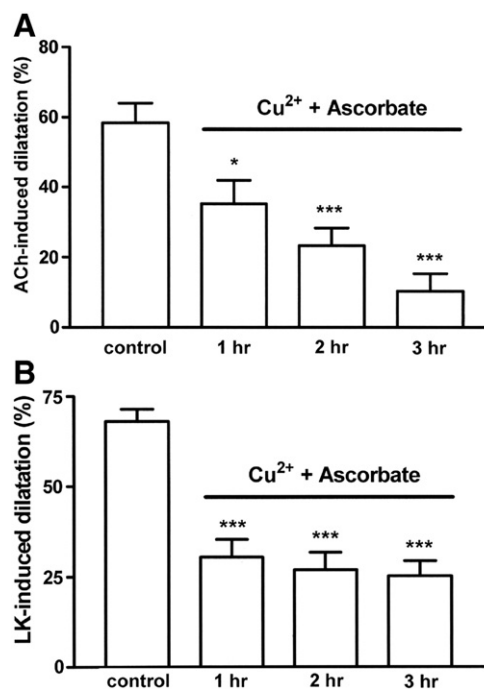 A
ACh-induced dilatation (%)
80
60
40
20
0
Cu²⁺ + Ascorbate
*
***
***
control
1 hr
2 hr
3 hr
B
LK-induced dilatation (%)
75
50
25
0
Cu²⁺ + Ascorbate
***
***
***
control
1 hr
2 hr
3 hr